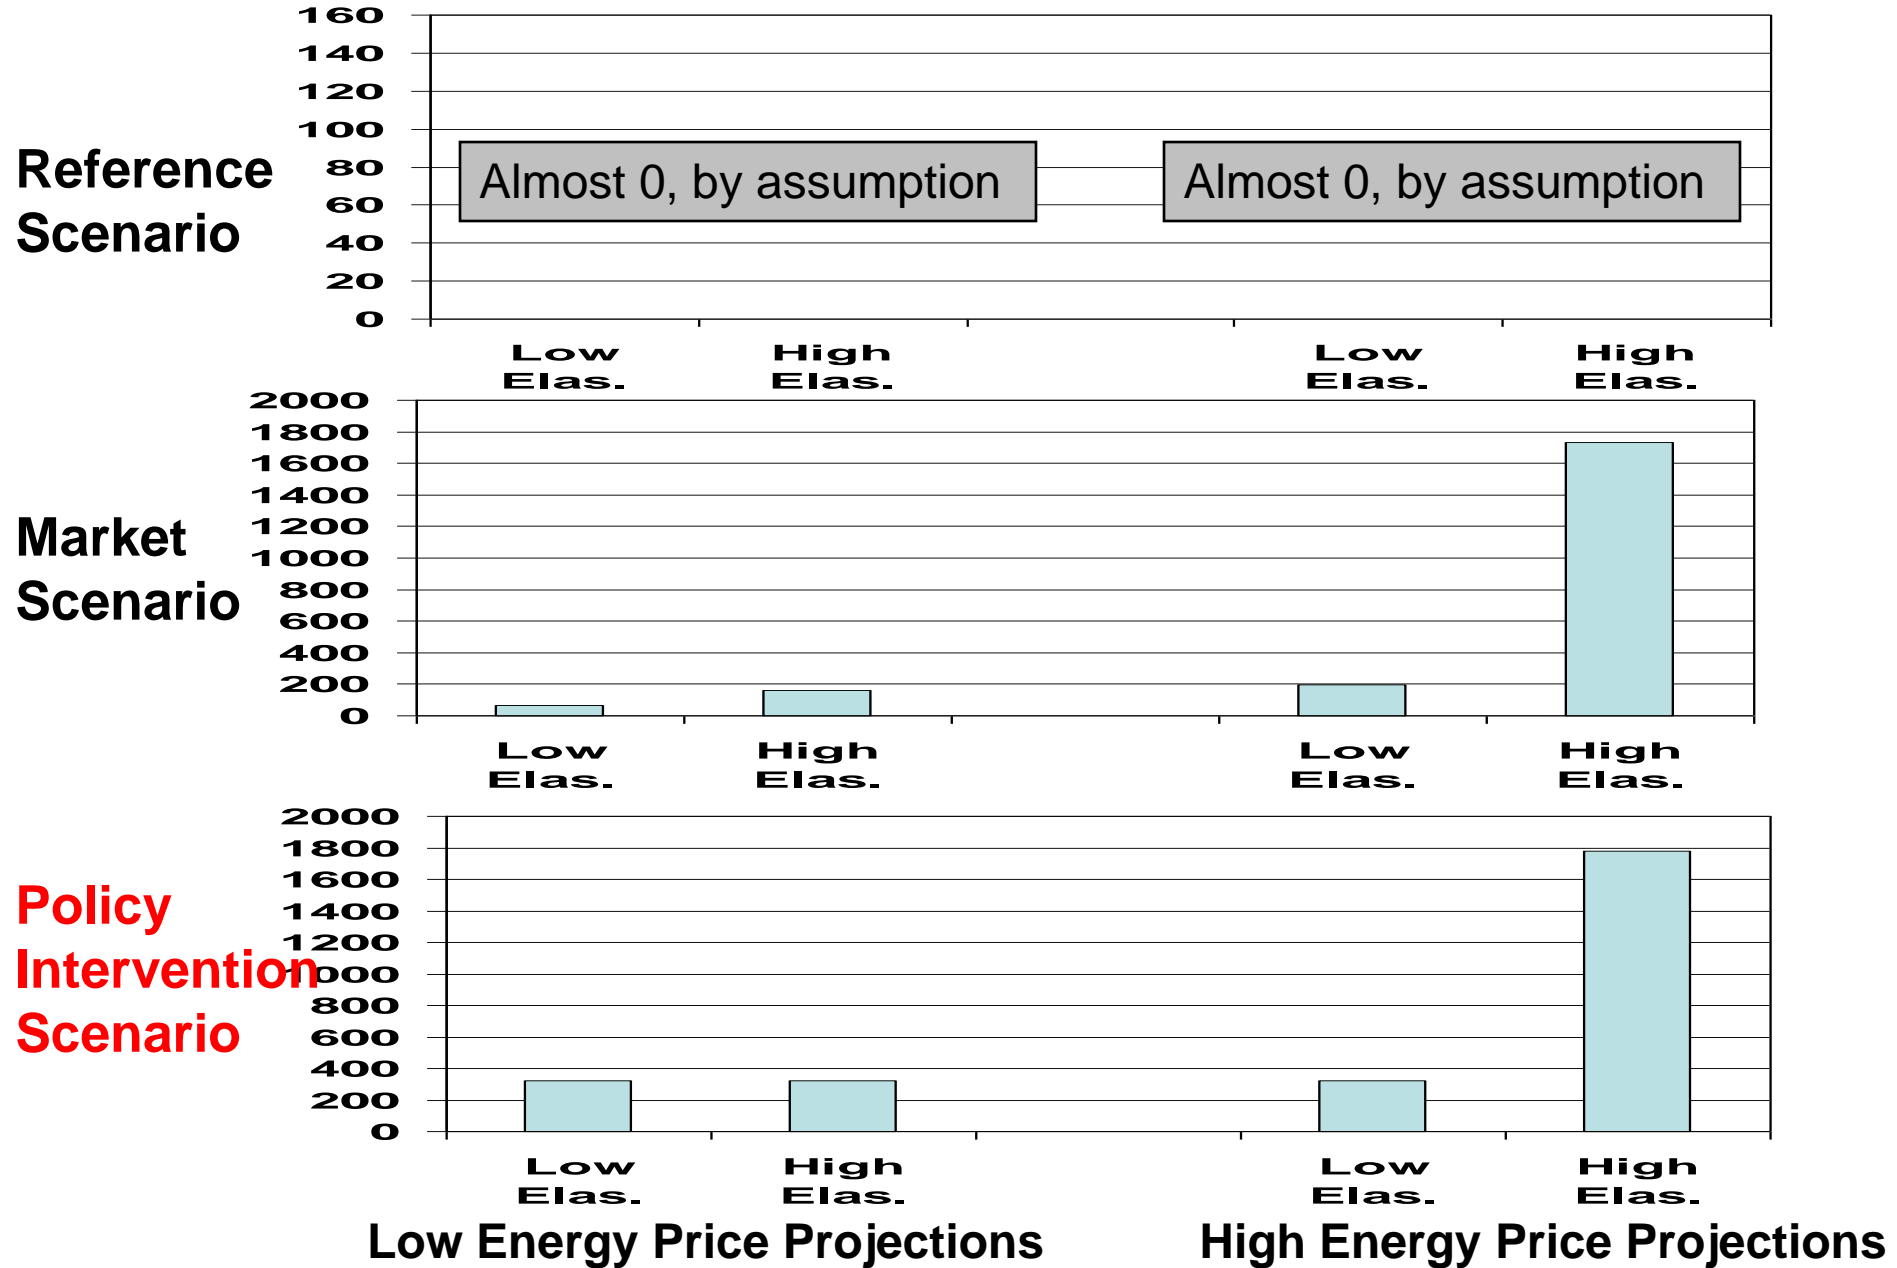 Reference
Scenario
160
140
120
100
80
60
40
20
0
Almost 0, by assumption
Almost 0, by assumption
Low
Elas.
High
Elas.
Low
Elas.
High
Elas.
Market
Scenario
2000
1800
1600
1400
1200
1000
800
600
400
200
0
Low
Elas.
High
Elas.
Low
Elas.
High
Elas.
Policy
Intervention
Scenario
2000
1800
1600
1400
1200
1000
800
600
400
200
0
Low
Elas.
High
Elas.
Low
Elas.
High
Elas.
Low Energy Price Projections
High Energy Price Projections